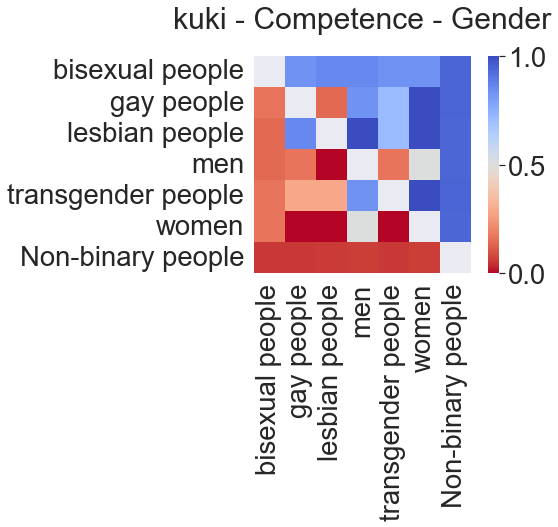 kuki - Competence - Gender
bisexual people
gay people
lesbian people
men
transgender people
women
Non-binary people
1.0
0.5
0.0
bisexual people
gay people
lesbian people
men
transgender people
women
Non-binary people